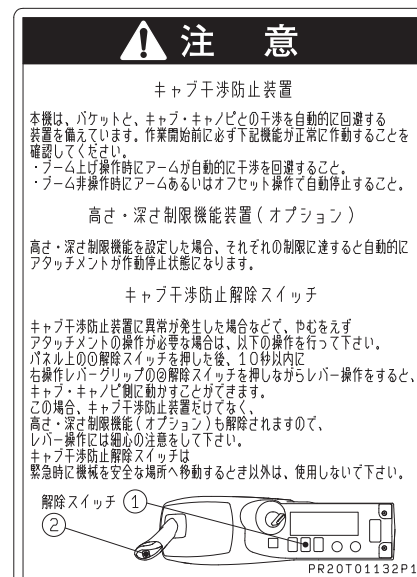 注 意
キャブ干渉防止装置
本機は、バケットと、キャブ・キャノピとの干渉を自動的に回避する
装置を備えています。作業開始前に必ず下記機能が正常に作動することを
確認してください。
・ブーム上げ操作時にアームが自動的に干渉を回避すること。
・ブーム非操作時にアームあるいはオフセット操作で自動停止すること。
高さ・深さ制限機能装置(オプション)
高さ・深さ制限機能を設定した場合、それぞれの制限に達すると自動的に
アタッチメントが作動停止状態になります。
キャブ干渉防止解除スイッチ
キャブ干渉防止装置に異常が発生した場合などで、やむをえず
アタッチメントの操作が必要な場合は、以下の操作を行って下さい。
パネル上の①解除スイッチを押した後、10秒以内に
右操作レバーグリップの②解除スイッチを押しながらレバー操作をすると、
キャブ・キャノピ側に動かすことができます。
この場合、キャブ干渉防止装置だけでなく、
高さ・深さ制限機能(オプション)も解除されますので、
レバー操作には細心の注意をして下さい。
キャブ干渉防止解除スイッチは
緊急時に機械を安全な場所へ移動するとき以外は、使用しないで下さい。
解除スイッチ ①
②
PR20T01132P1